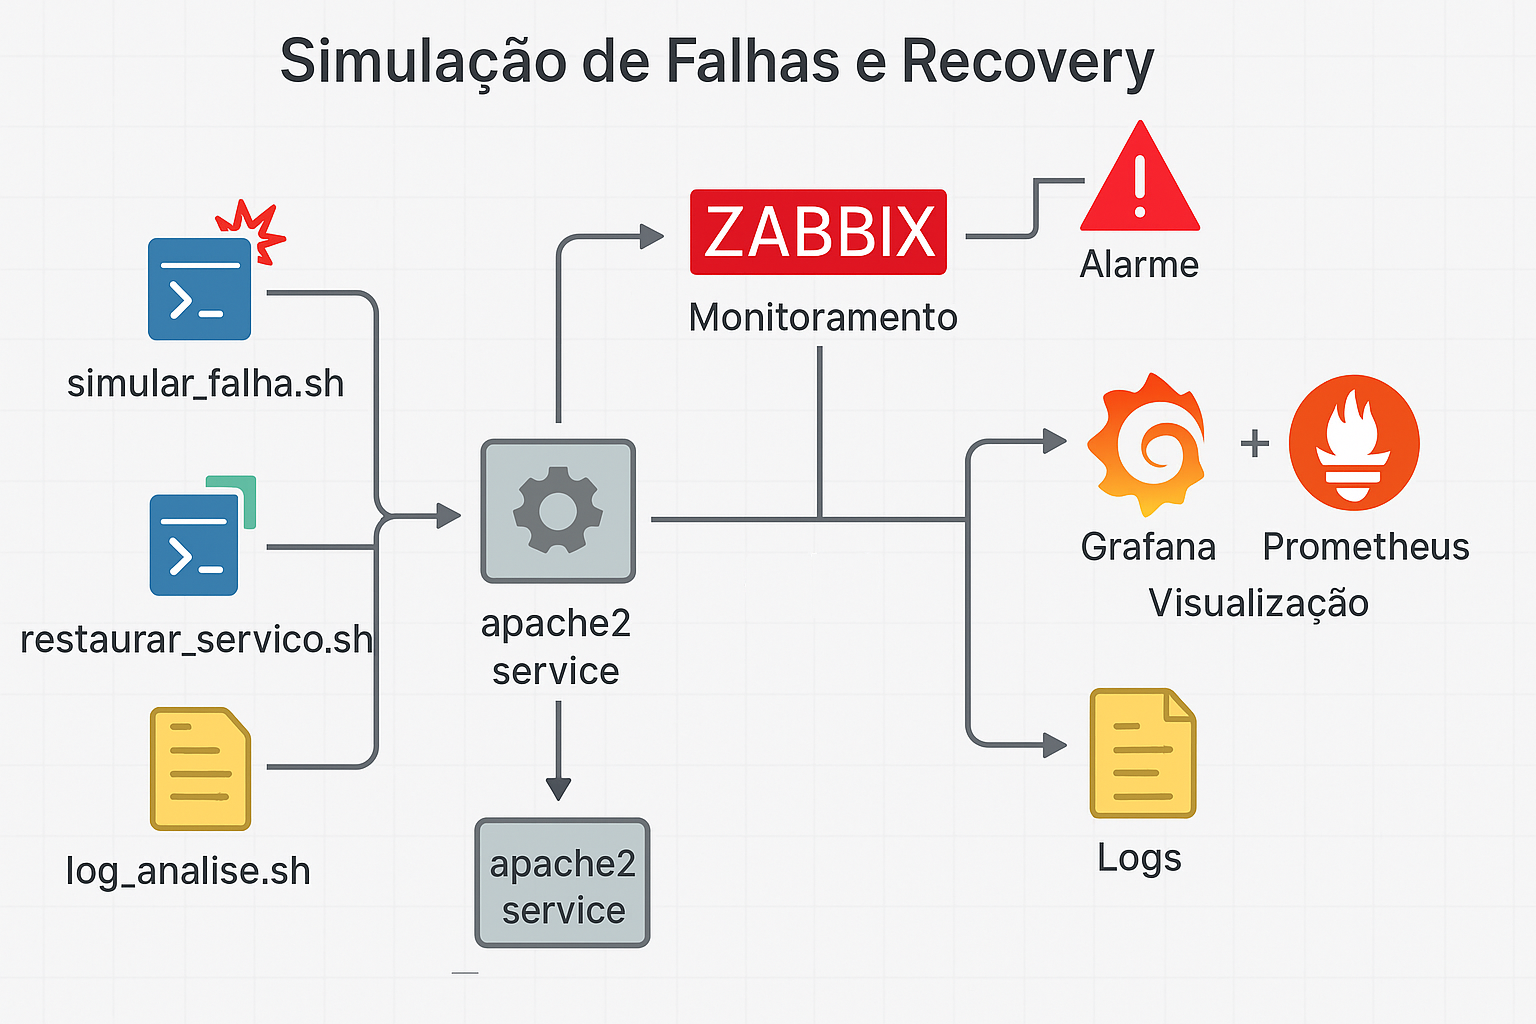 Simulação de Falhas e Recovery
ZABBIX
Monitoramento
Alarme
simular_falha.sh
restaurar_servico.sh
log_analise.sh
apache2
service
apache2
service
Grafana + Prometheus
Visualização
Logs